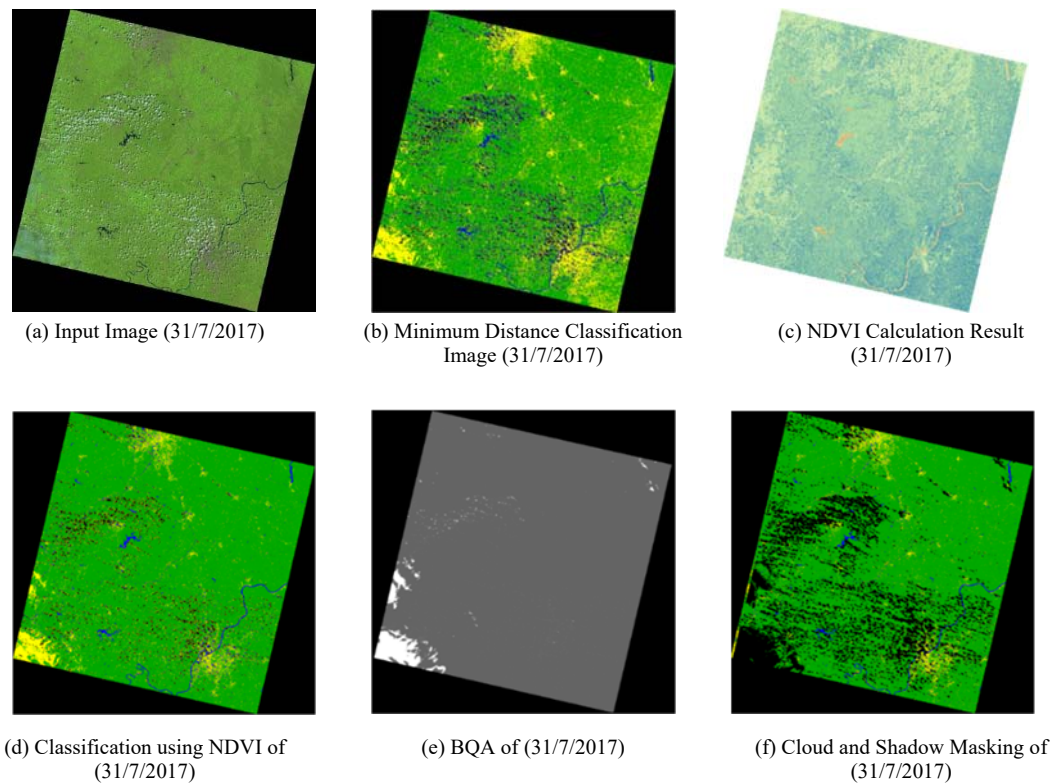 (a) Input Image (31/7/2017)
(b) Minimum Distance Classification
Image (31/7/2017)
(c) NDVI Calculation Result
(31/7/2017)
(d) Classification using NDVI of
(31/7/2017)
(e) BQA of (31/7/2017)
(f) Cloud and Shadow Masking of
(31/7/2017)